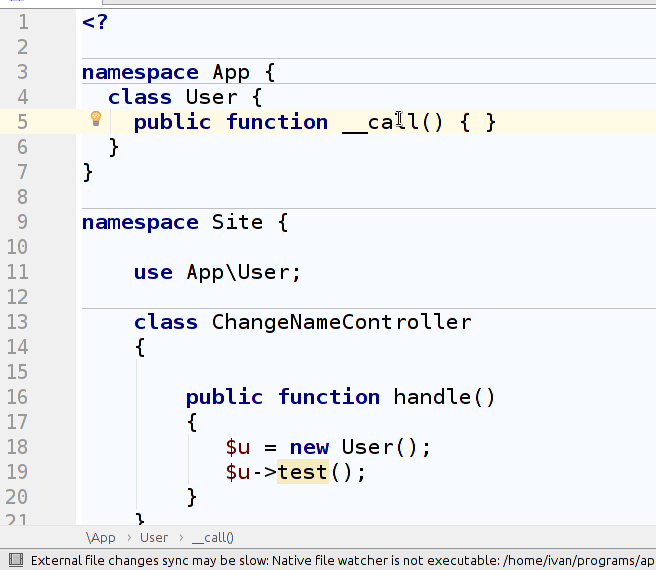 1 <?
2
3 namespace App {
4 class User {
5 public function __call() { }
6 }
7 }
8
9 namespace Site {
10
11 use App\User;
12
13 class ChangeNameController
14 {
15
16 public function handle()
17 {
18 $u = new User();
19 $u->test();
20 }
21 }
\App › User › __call()
External file changes sync may be slow: Native file watcher is not executable: /home/ivan/programs/ap